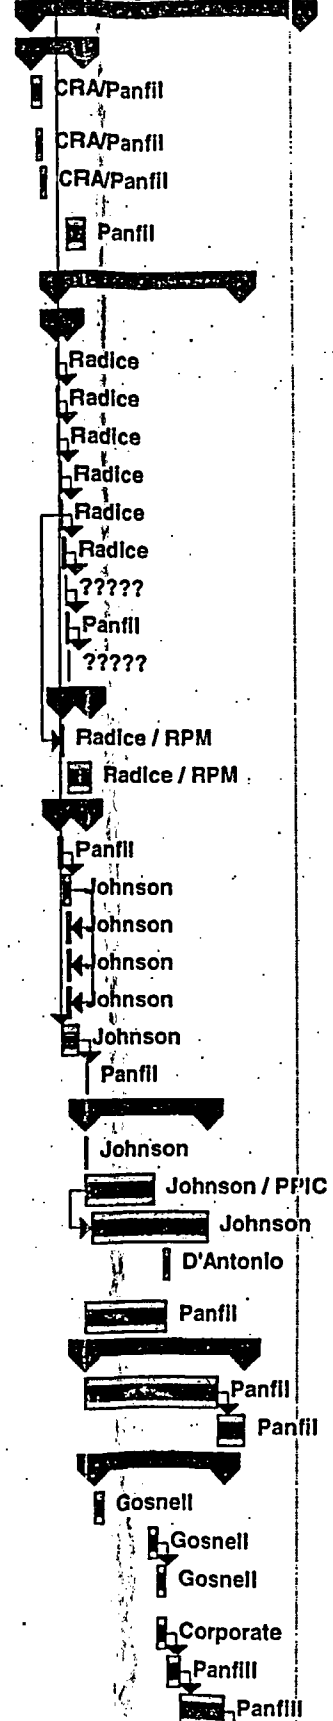 CRA/Panfil
CRA/Panfil
CRA/Panfil
Panfil
Radice
Radice
Radice
Radice
Radice
Radice
?????
Panfil
?????
Radice / RPM
Radice / RPM
Panfil
Johnson
Johnson
Johnson
Johnson
Johnson
Panfil
Johnson
Johnson / PPIC
Johnson
D'Antonio
Panfil
Panfil
Panfil
Gosnell
Gosnell
Gosnell
Corporate
Panfill
Panfill